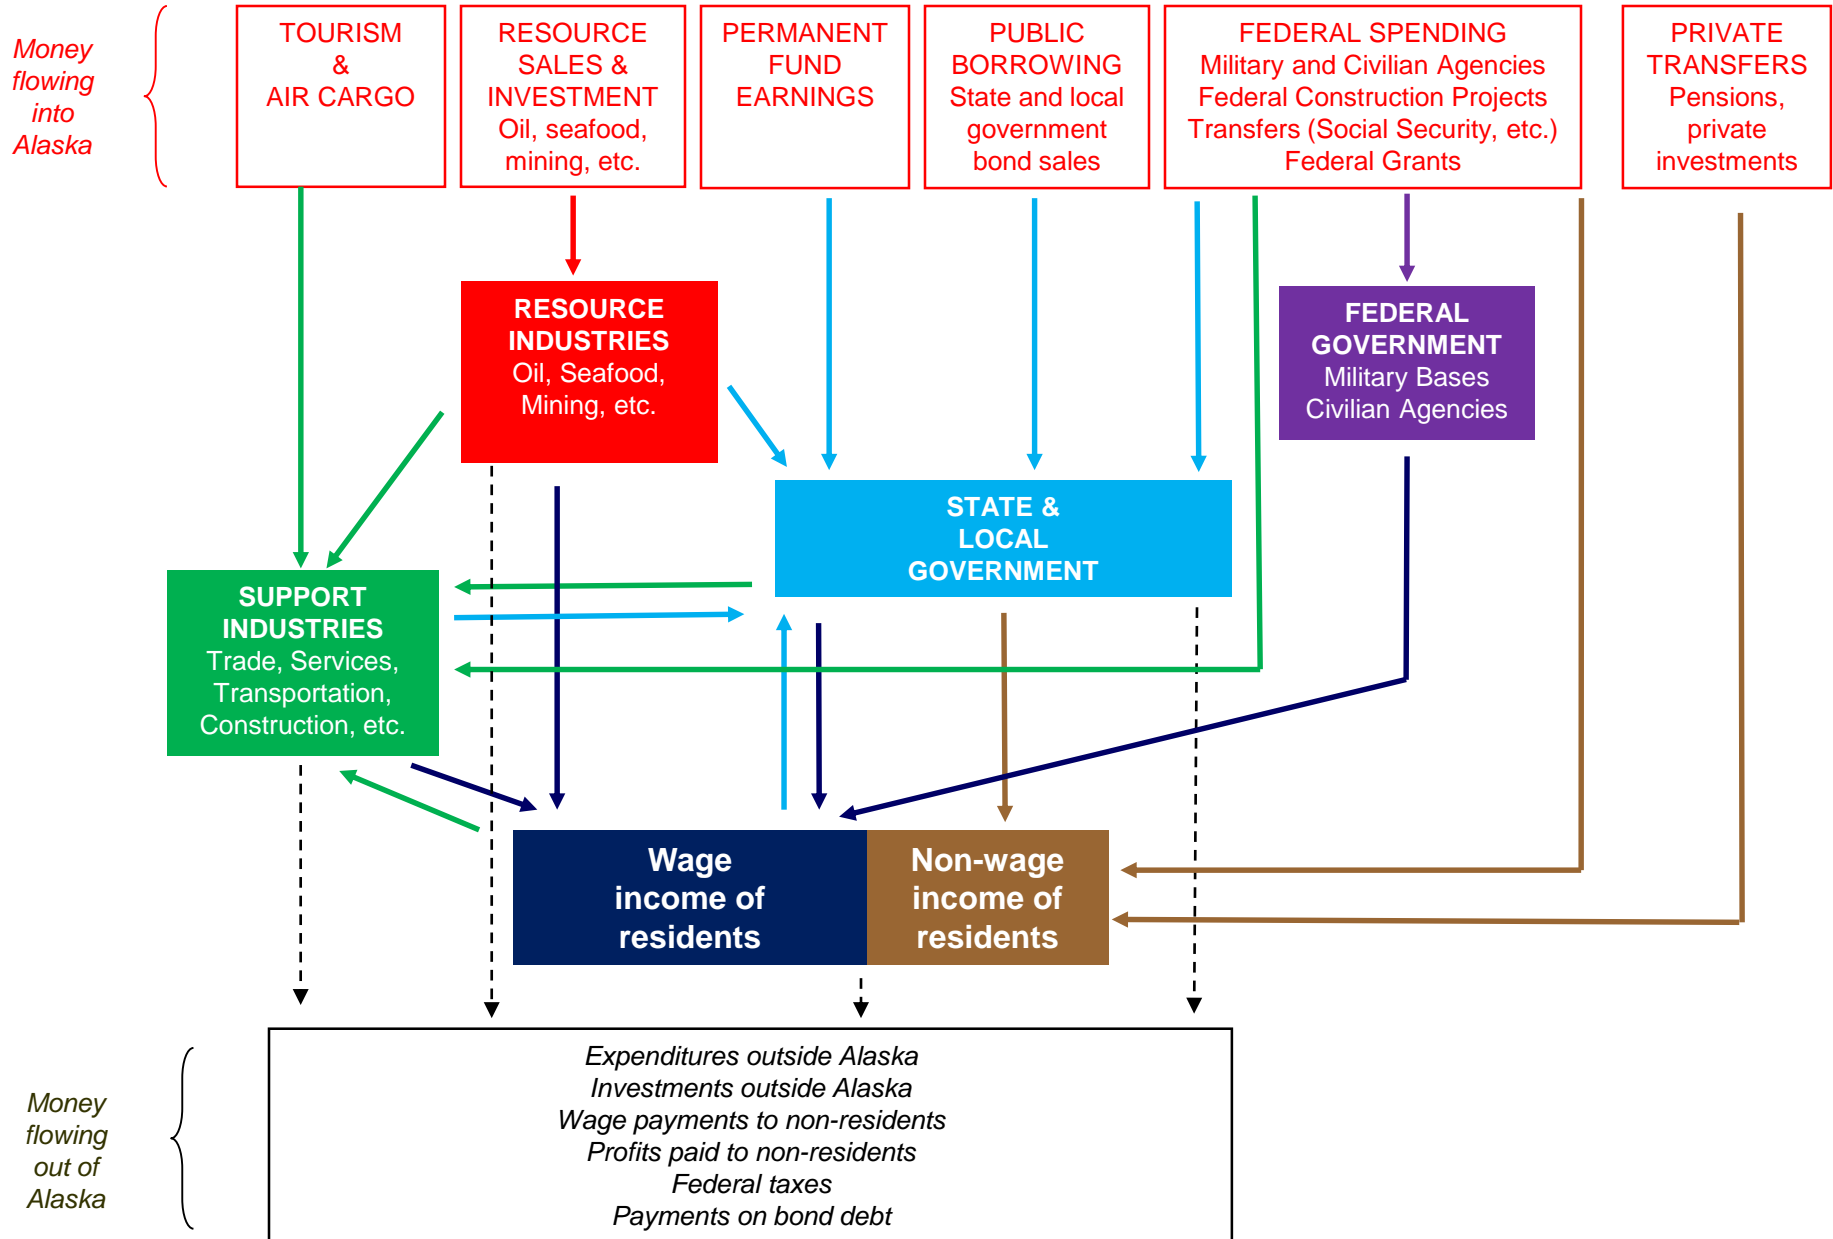 Money
flowing
into
Alaska
TOURISM
&
AIR CARGO
RESOURCE
SALES &
INVESTMENT
Oil, seafood,
mining, etc.
PERMANENT
FUND
EARNINGS
PUBLIC
BORROWING
State and local
government
bond sales
FEDERAL SPENDING
Military and Civilian Agencies
Federal Construction Projects
Transfers (Social Security, etc.)
Federal Grants
PRIVATE
TRANSFERS
Pensions,
private
investments
RESOURCE
INDUSTRIES
Oil, Seafood,
Mining, etc.
FEDERAL
GOVERNMENT
Military Bases
Civilian Agencies
STATE &
LOCAL
GOVERNMENT
SUPPORT
INDUSTRIES
Trade, Services,
Transportation,
Construction, etc.
Wage
income of
residents
Non-wage
income of
residents
Money
flowing
out of
Alaska
Expenditures outside Alaska
Investments outside Alaska
Wage payments to non-residents
Profits paid to non-residents
Federal taxes
Payments on bond debt